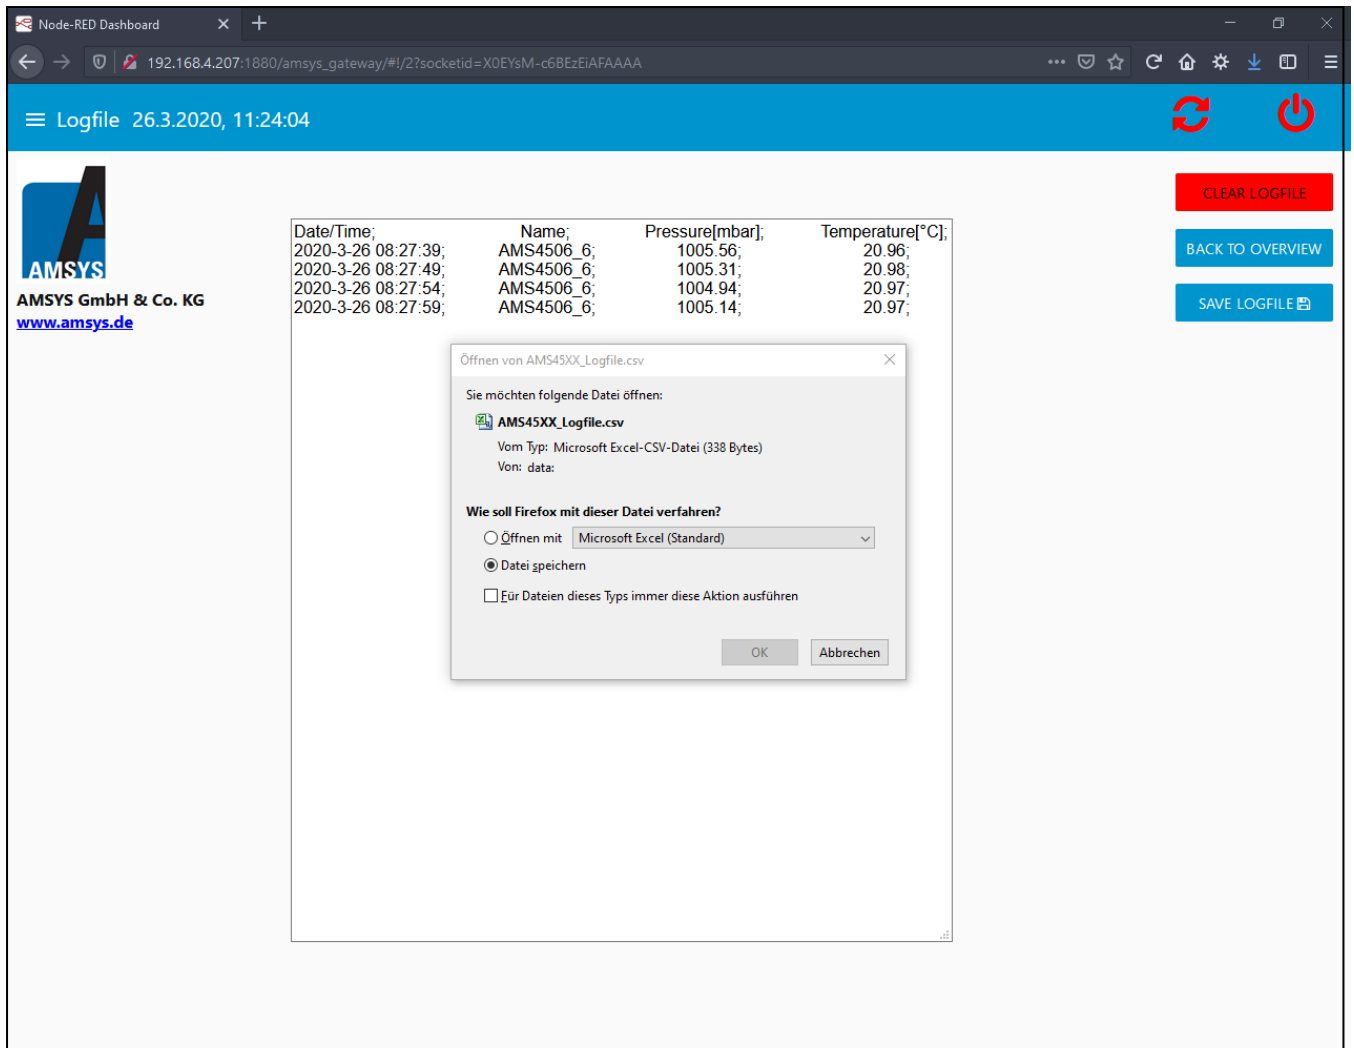 Node-RED Dashboard
192.168.4.207:1880/amsys_gateway/#!/2?socketid=X0EYsM-c6BEzEiAFAAAA
Logfile 26.3.2020, 11:24:04
AMSYS
AMSYS GmbH & Co. KG
www.amsys.de
CLEAR LOGFILE
BACK TO OVERVIEW
SAVE LOGFILE
Date/Time; Name; Pressure[mbar]; Temperature[°C];
2020-3-26 08:27:39; AMS4506_6; 1005.56; 20.96;
2020-3-26 08:27:49; AMS4506_6; 1005.31; 20.98;
2020-3-26 08:27:54; AMS4506_6; 1004.94; 20.97;
2020-3-26 08:27:59; AMS4506_6; 1005.14; 20.97;
Öffnen von AMS45XX_Logfile.csv
Sie möchten folgende Datei öffnen:
AMS45XX_Logfile.csv
Vom Typ: Microsoft Excel-CSV-Datei (338 Bytes)
Von: data:
Wie soll Firefox mit dieser Datei verfahren?
Öffnen mit Microsoft Excel (Standard)
Datei speichern
Für Dateien dieses Typs immer diese Aktion ausführen
OK Abbrechen